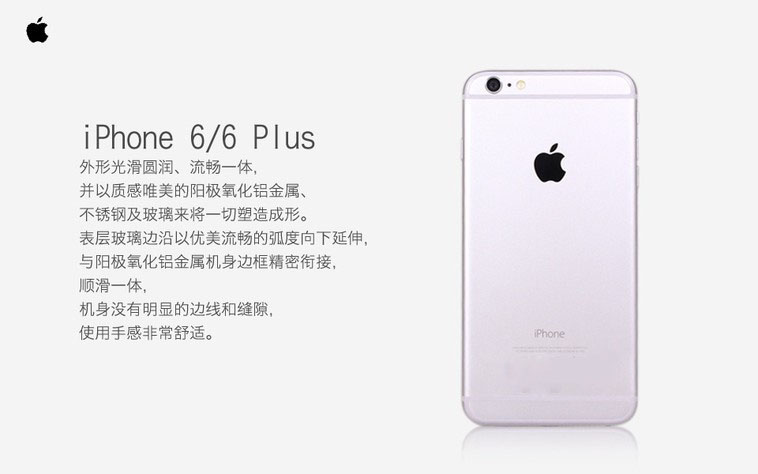 iPhone 6/6 Plus
外形光滑圆润、流畅一体,
并以质感唯美的阳极氧化铝金属、
不锈钢及玻璃来将一切塑造成形。
表层玻璃边沿以优美流畅的弧度向下延伸,
与阳极氧化铝金属机身边框精密衔接,
顺滑一体,
机身没有明显的边线和缝隙,
使用手感非常舒适。
iPhone